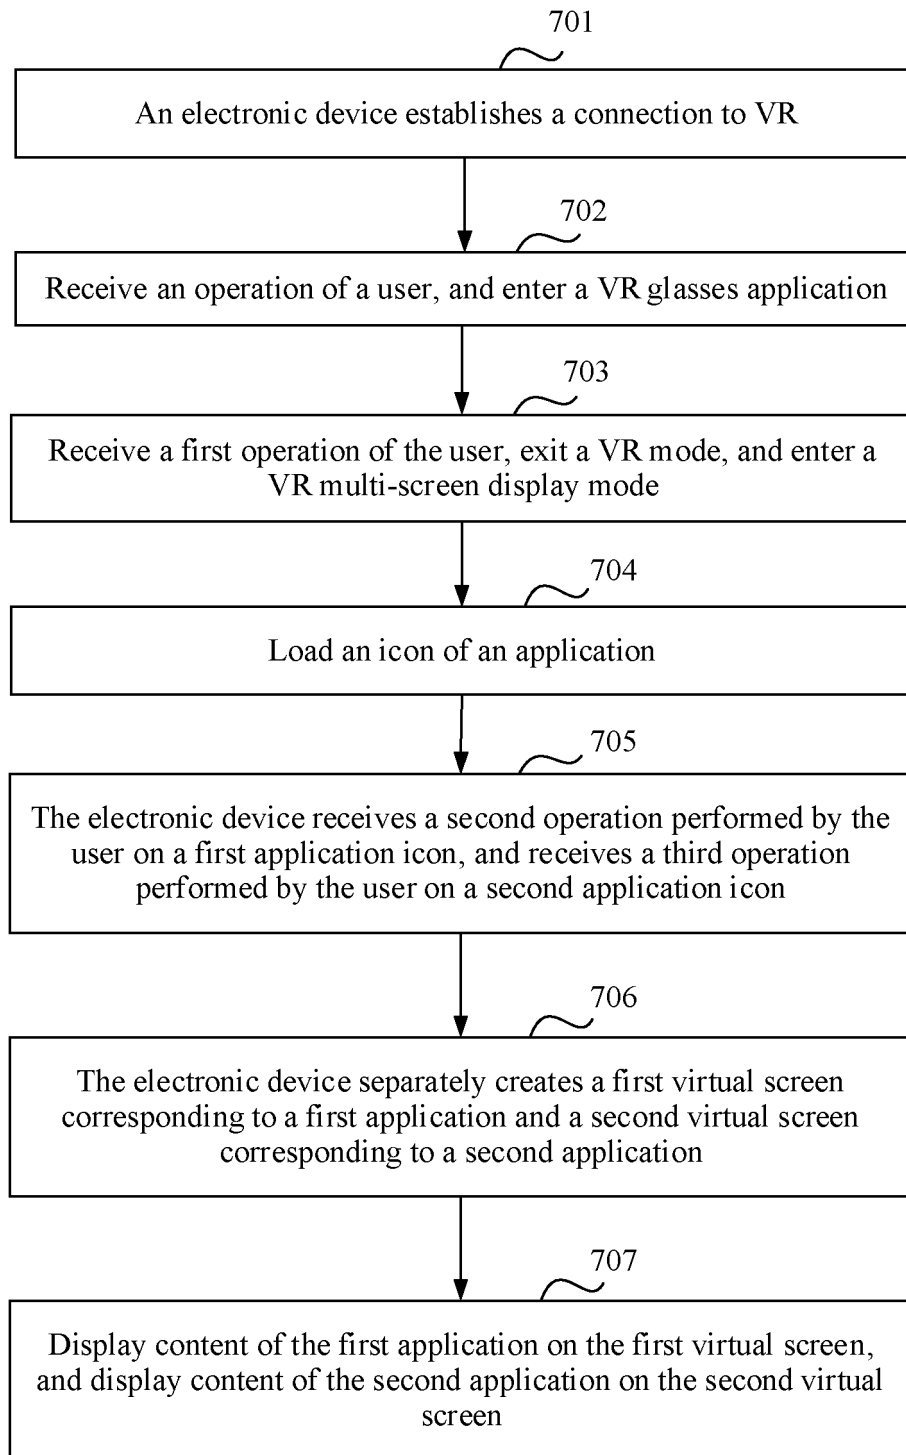 701
An electronic device establishes a connection to VR
702
Receive an operation of a user, and enter a VR glasses application
703
Receive a first operation of the user, exit a VR mode, and enter a
VR multi-screen display mode
704
Load an icon of an application
705
The electronic device receives a second operation performed by the
user on a first application icon, and receives a third operation
performed by the user on a second application icon
706
The electronic device separately creates a first virtual screen
corresponding to a first application and a second virtual screen
corresponding to a second application
707
Display content of the first application on the first virtual screen,
and display content of the second application on the second virtual
screen